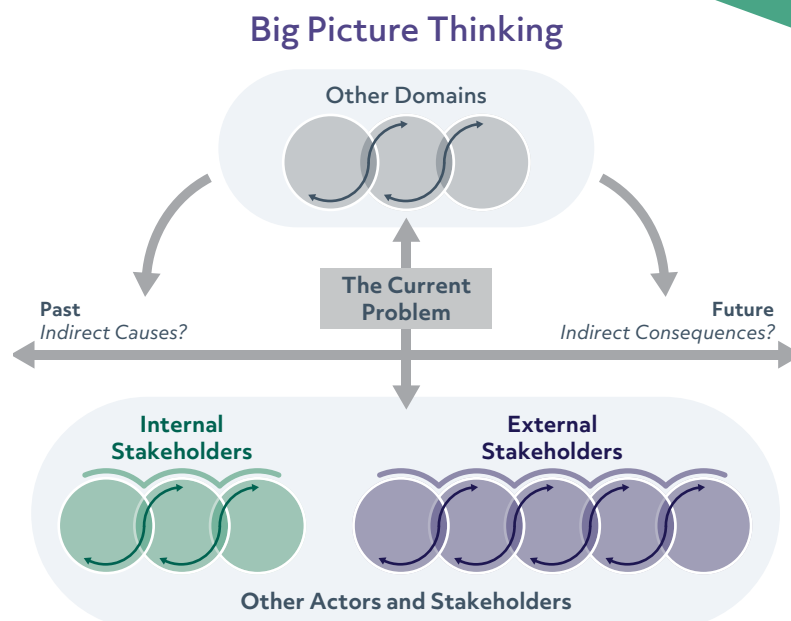 Big Picture Thinking
Other Domains
The Current
Problem
Past
Indirect Causes?
Future
Indirect Consequences?
Internal
Stakeholders
External
Stakeholders
Other Actors and Stakeholders